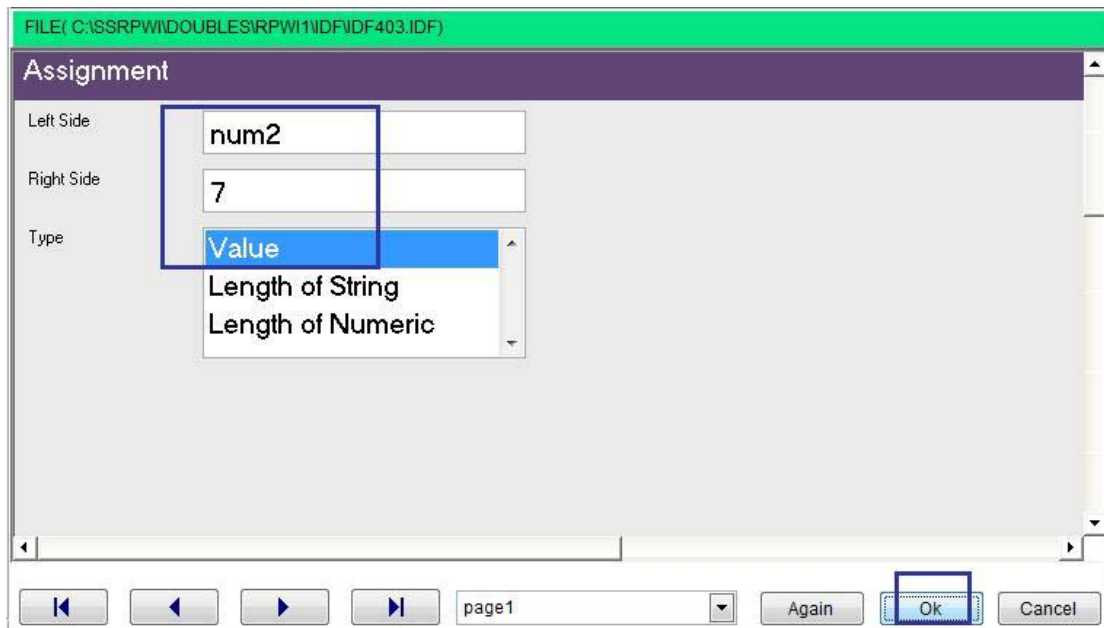 FILE( C:\SSRPWI\DOUBLES\RPWI1\IDF\IDF403.IDF)
Assignment
Left Side
num2
Right Side
7
Type
Value
Length of String
Length of Numeric
page1
Again
Ok
Cancel